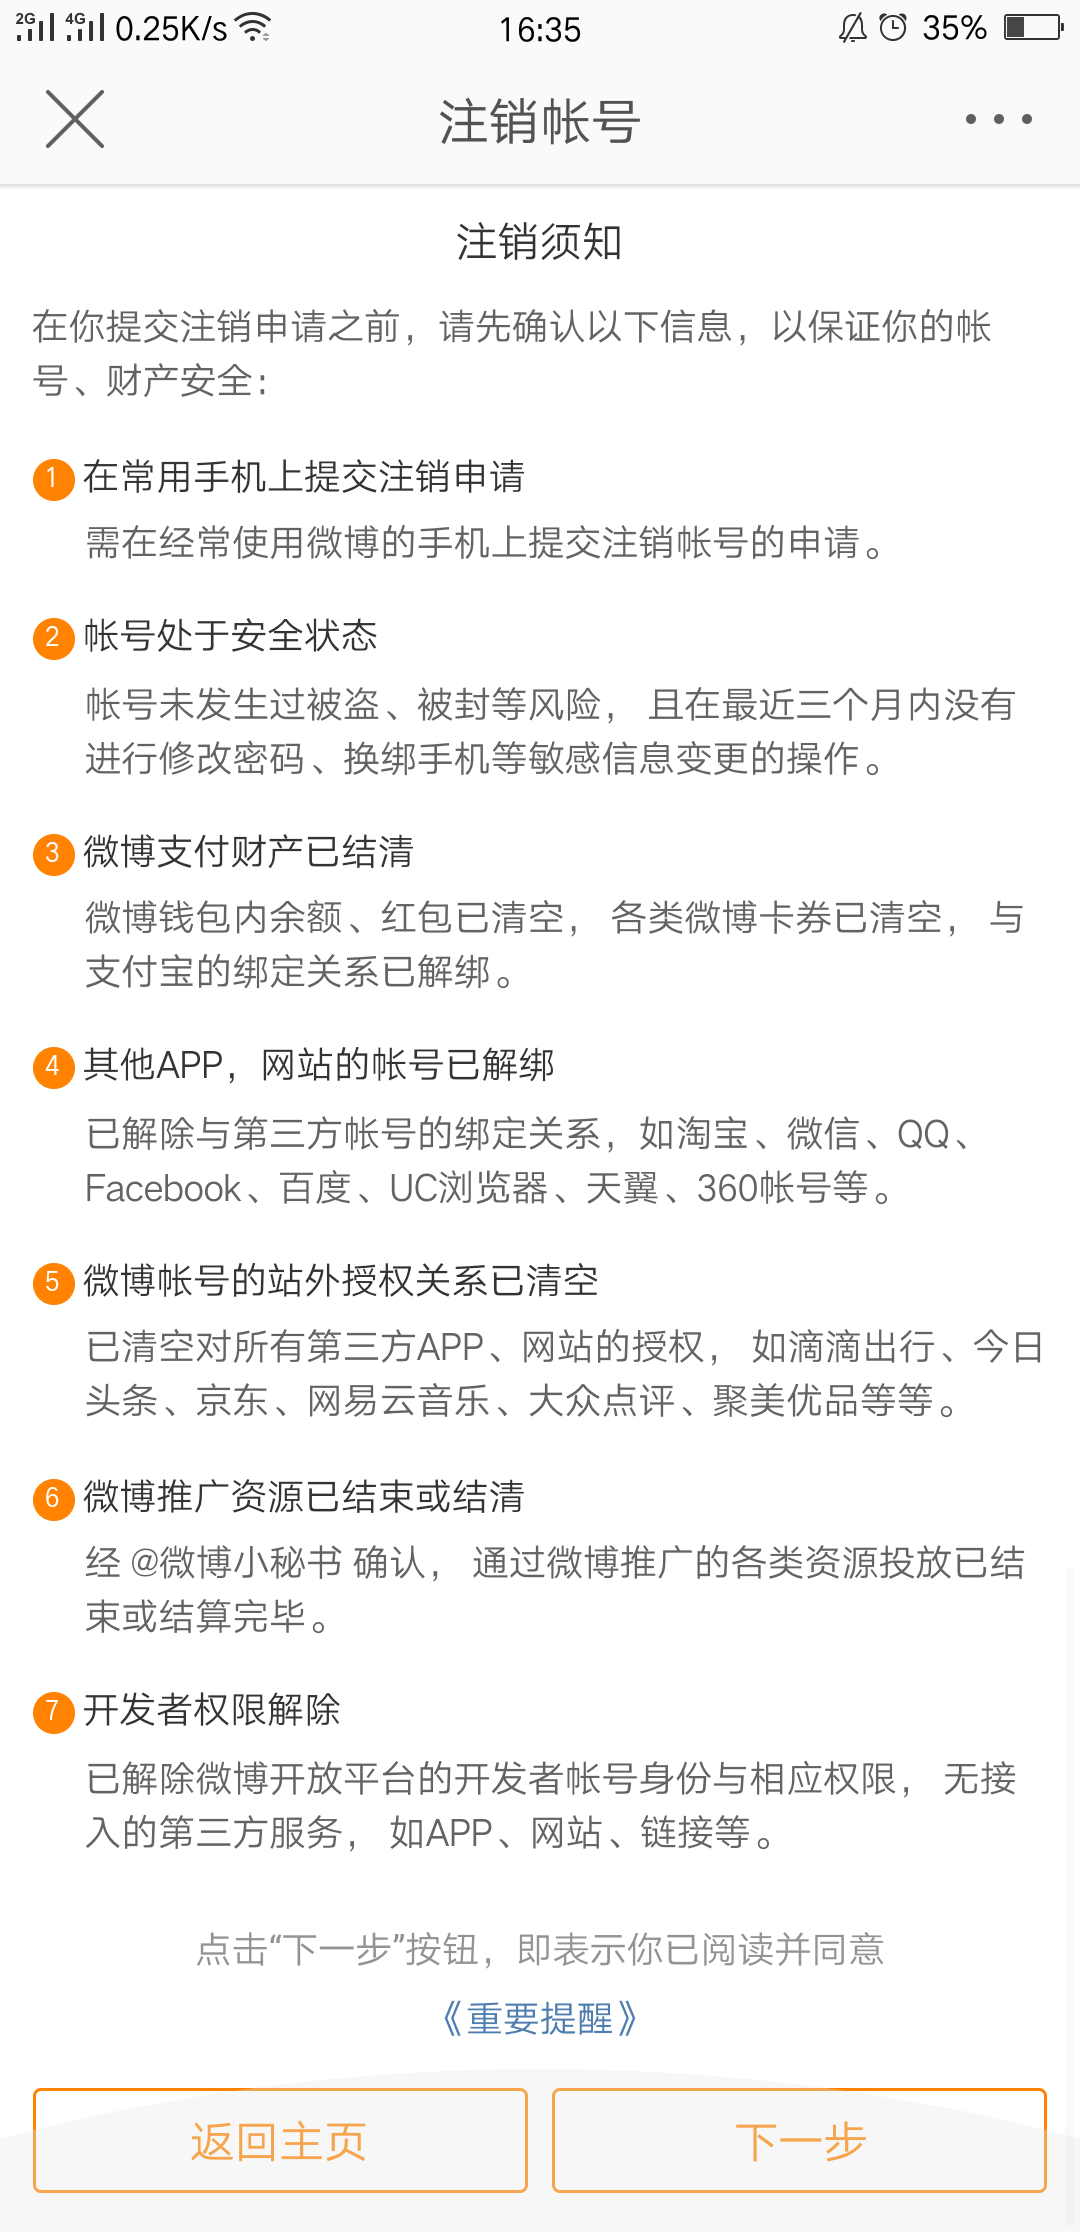 2G 4G 0.25K/s 16:35 35%
注销帐号
注销须知
在你提交注销申请之前，请先确认以下信息，以保证你的帐
号、财产安全：
1 在常用手机上提交注销申请
需在经常使用微博的手机上提交注销帐号的申请。
2 帐号处于安全状态
帐号未发生过被盗、被封等风险， 且在最近三个月内没有
进行修改密码、换绑手机等敏感信息变更的操作。
3 微博支付财产已结清
微博钱包内余额、红包已清空， 各类微博卡券已清空， 与
支付宝的绑定关系已解绑。
4 其他APP，网站的帐号已解绑
已解除与第三方帐号的绑定关系，如淘宝、微信、QQ、
Facebook、百度、UC浏览器、天翼、360帐号等。
5 微博帐号的站外授权关系已清空
已清空对所有第三方APP、网站的授权， 如滴滴出行、今日
头条、京东、网易云音乐、大众点评、聚美优品等等。
6 微博推广资源已结束或结清
经 @微博小秘书 确认， 通过微博推广的各类资源投放已结
束或结算完毕。
7 开发者权限解除
已解除微博开放平台的开发者帐号身份与相应权限， 无接
入的第三方服务， 如APP、网站、链接等。
点击“下一步”按钮，即表示你已阅读并同意
《重要提醒》
返回主页 下一步